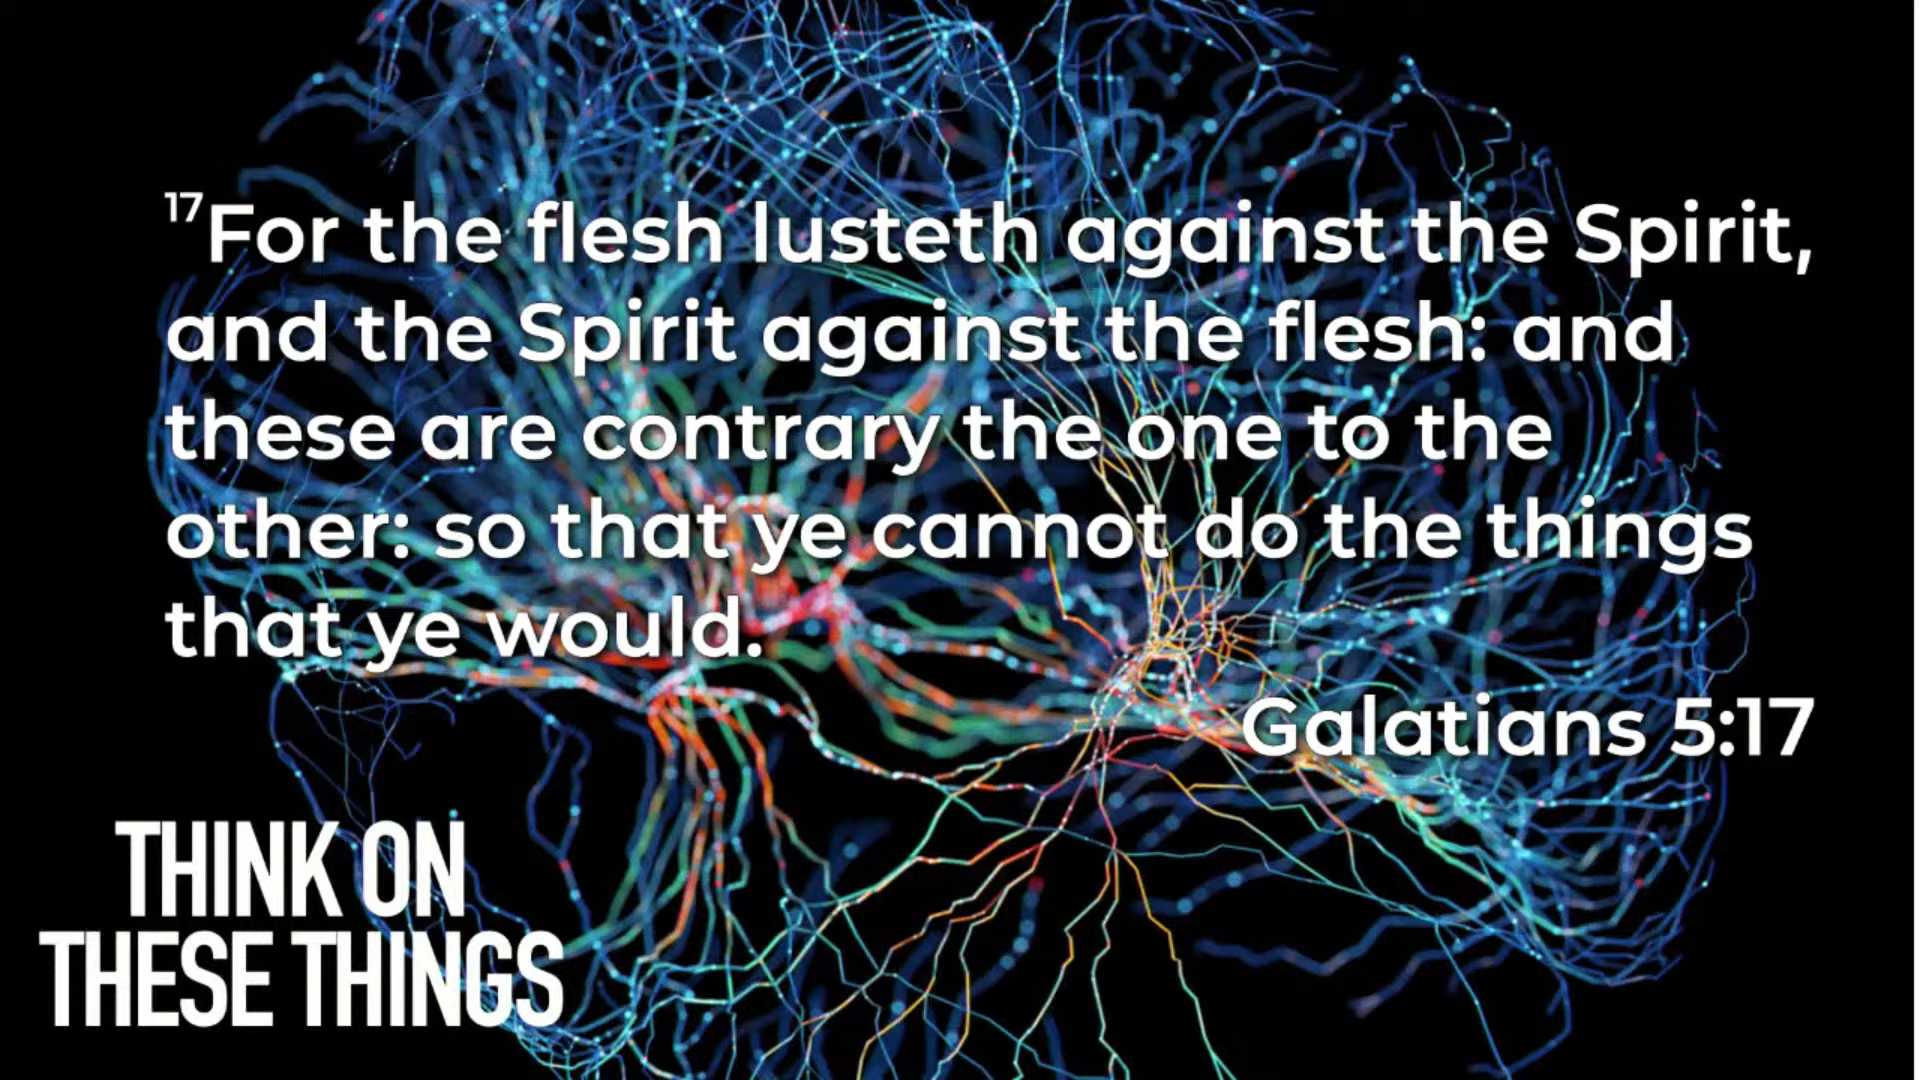 17For the flesh lusteth against the Spirit,
and the Spirit against the flesh: and
these are contrary the one to the
other: so that ye cannot do the things
that ye would.
Galatians 5:17
THINK ON
THESE THINGS